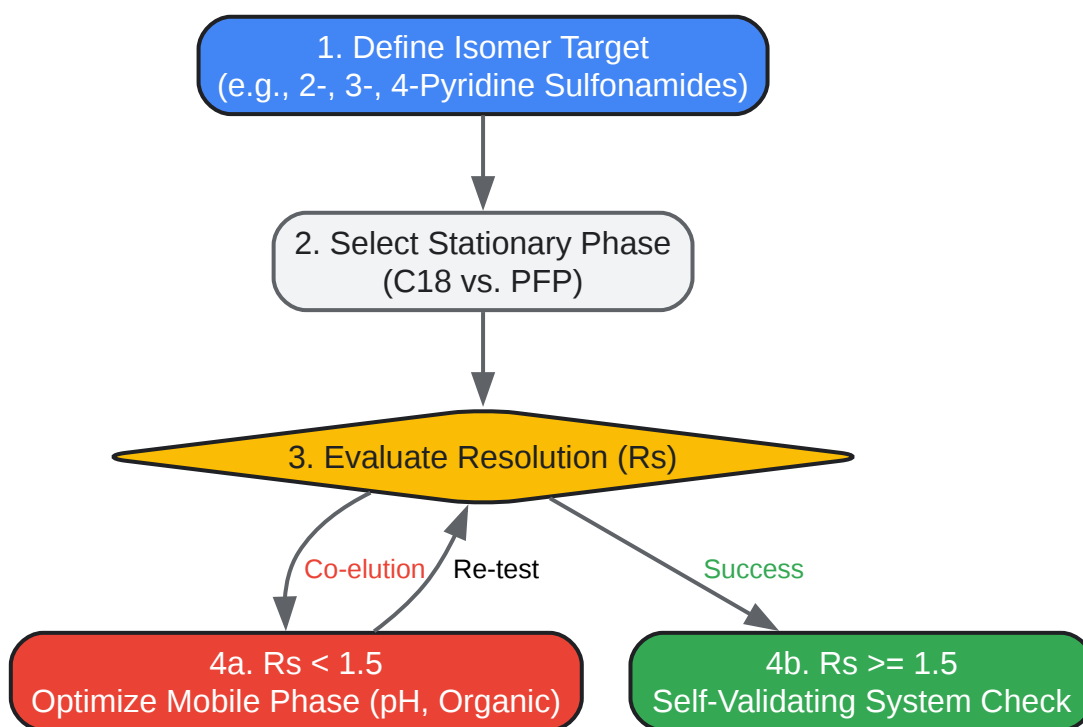 1. Define Isomer Target
(e.g., 2-, 3-, 4-Pyridine Sulfonamides)
2. Select Stationary Phase
(C18 vs. PFP)
3. Evaluate Resolution (Rs)
Co-elution
Re-test
Success
4a. Rs < 1.5
Optimize Mobile Phase (pH, Organic)
4b. Rs >= 1.5
Self-Validating System Check